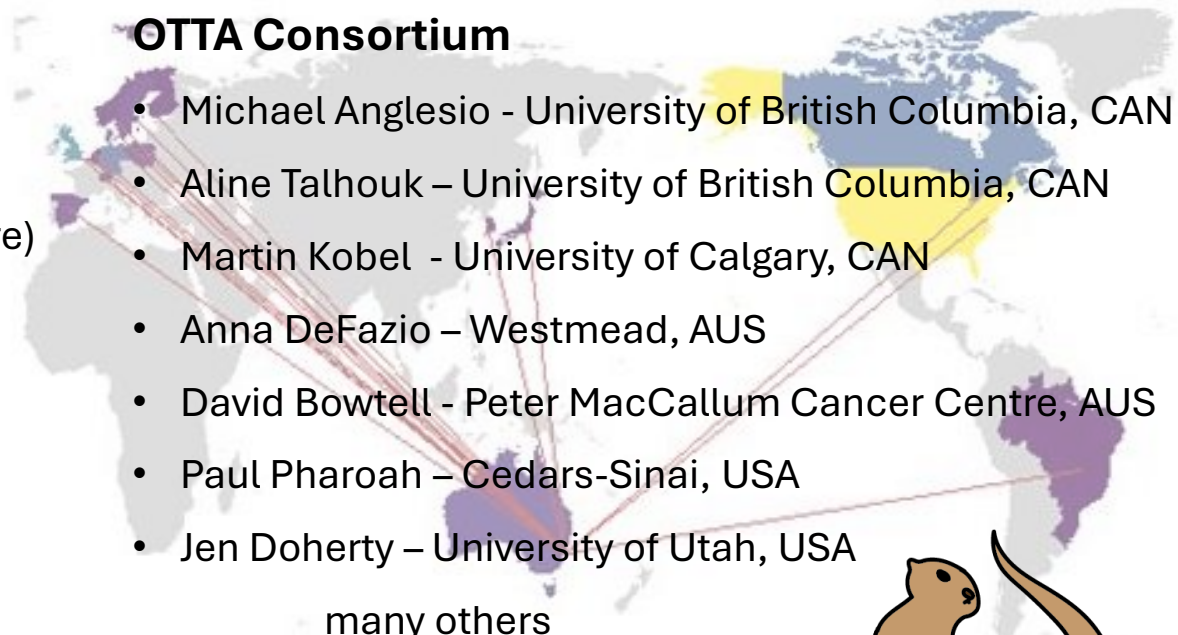 OTTA Consortium
• Michael Anglesio - University of British Columbia, CAN
• Aline Talhouk – University of British Columbia, CAN
e)
• Martin Kobel - University of Calgary, CAN
• Anna DeFazio – Westmead, AUS
• David Bowtell - Peter MacCallum Cancer Centre, AUS
• Paul Pharoah – Cedars-Sinai, USA
• Jen Doherty – University of Utah, USA
many others